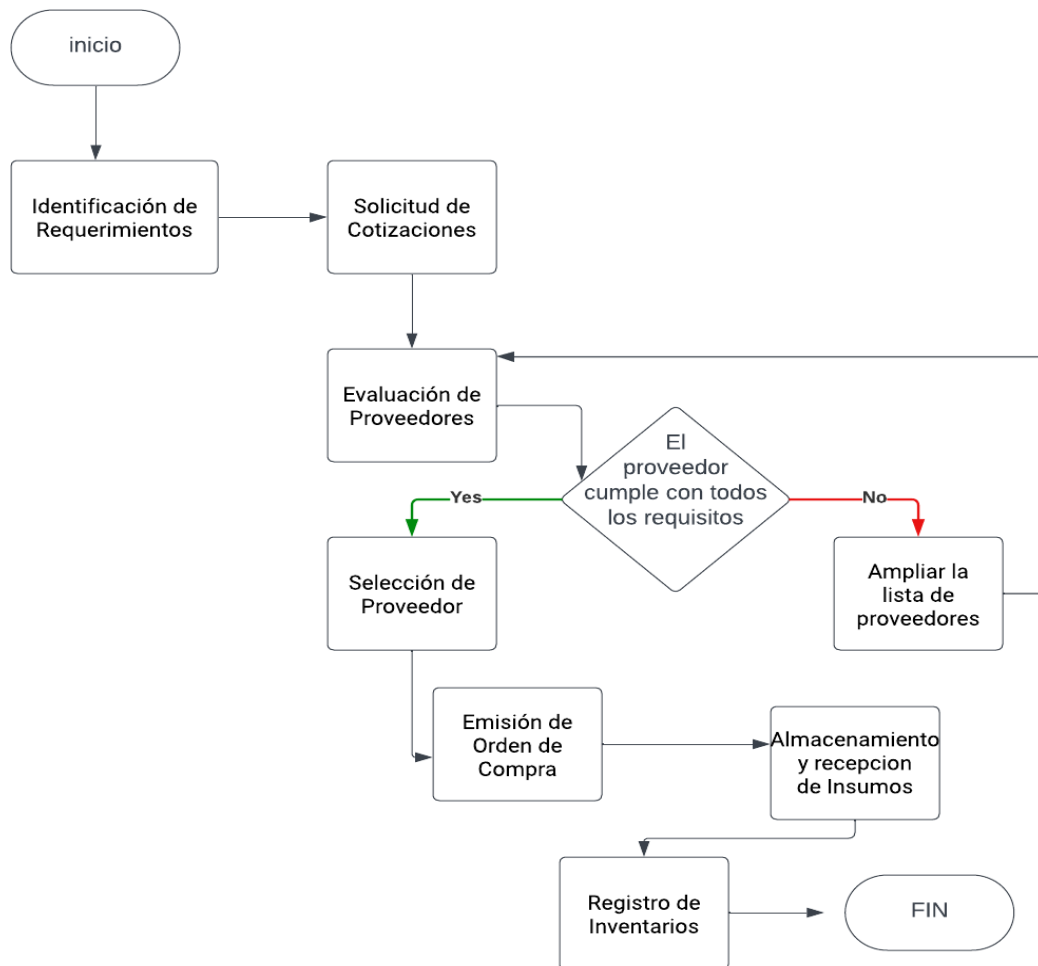 inicio
Identificación de
Requerimientos
Solicitud de
Cotizaciones
Evaluación de
Proveedores
El
proveedor
cumple con todos
los requisitos
Yes
No
Selección de
Proveedor
Ampliar la
lista de
proveedores
Emisión de
Orden de
Compra
Almacenamiento
y recepcion
de Insumos
Registro de
Inventarios
FIN